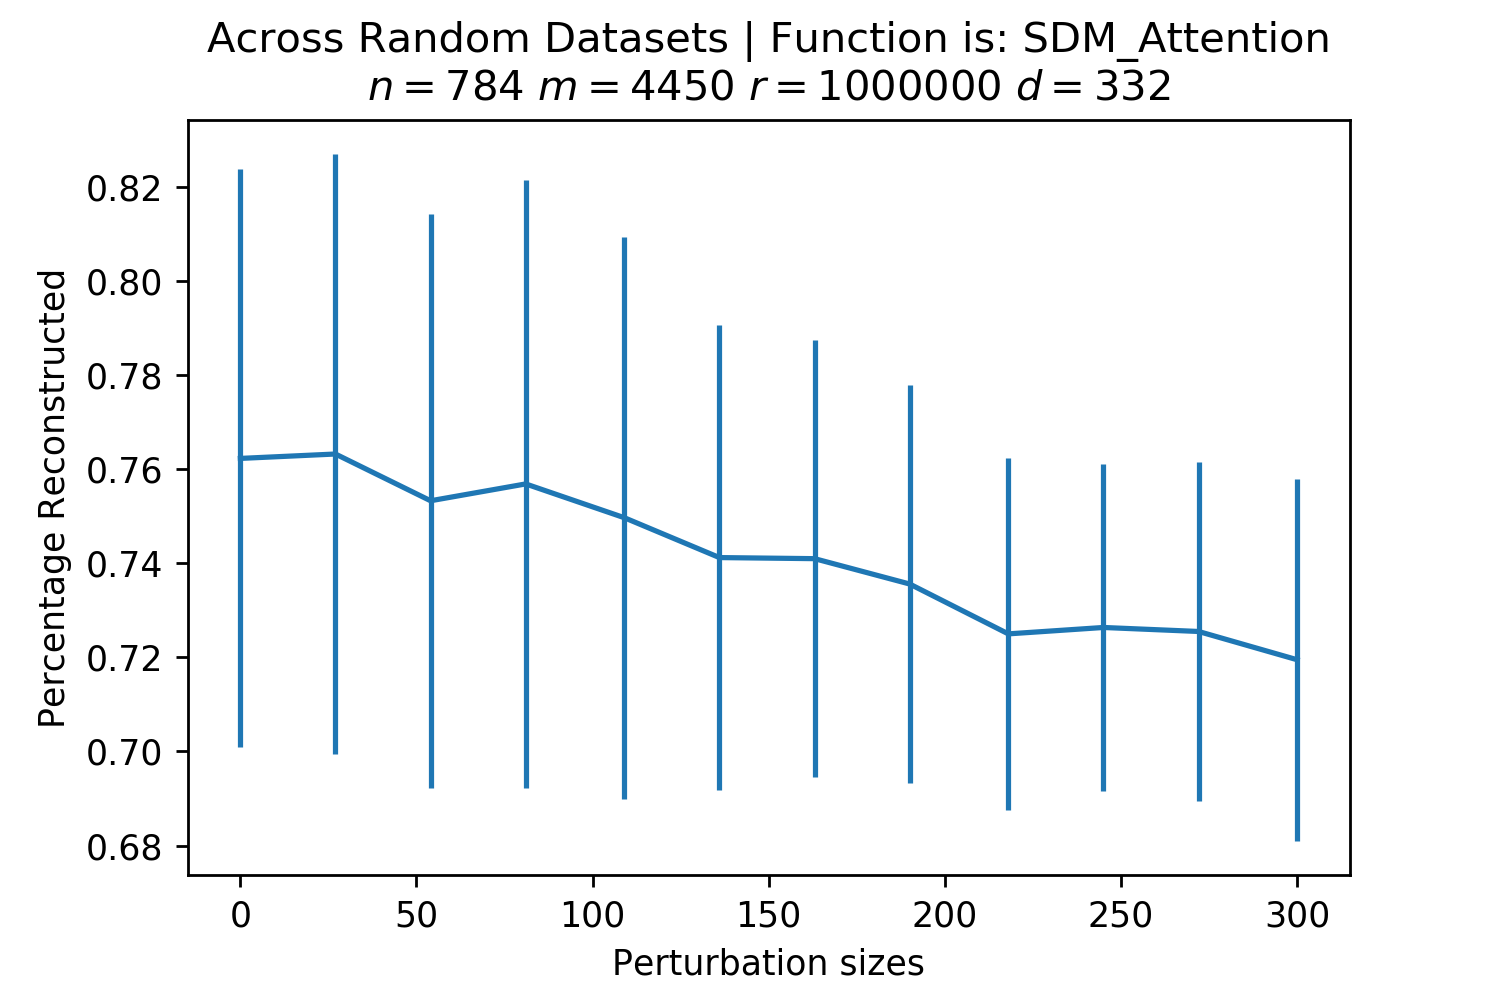 Across Random Datasets | Function is: SDM_Attention
n = 784 m = 4450 r = 1000000 d = 332
Percentage Reconstructed
0.82
0.80
0.78
0.76
0.74
0.72
0.70
0.68
0 50 100 150 200 250 300
Perturbation sizes